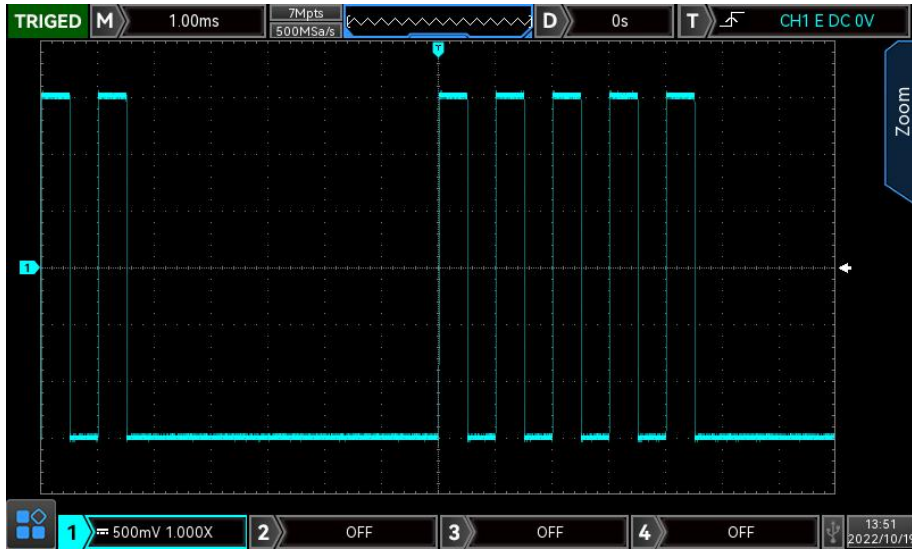 TRIGED M 1.00ms 7Mpts D 0s T CH1 E DC 0V
500MSa/s
T
Zoom
1
1 500mV 1.000X 2 OFF 3 OFF 4 OFF 13:51
2022/10/19